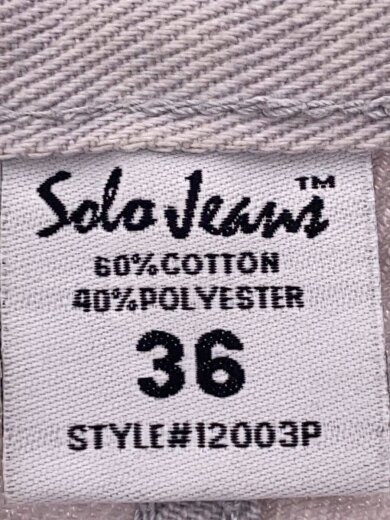 Solo Jeans™
60%COTTON
40%POLYESTER
36
STYLE#12003P